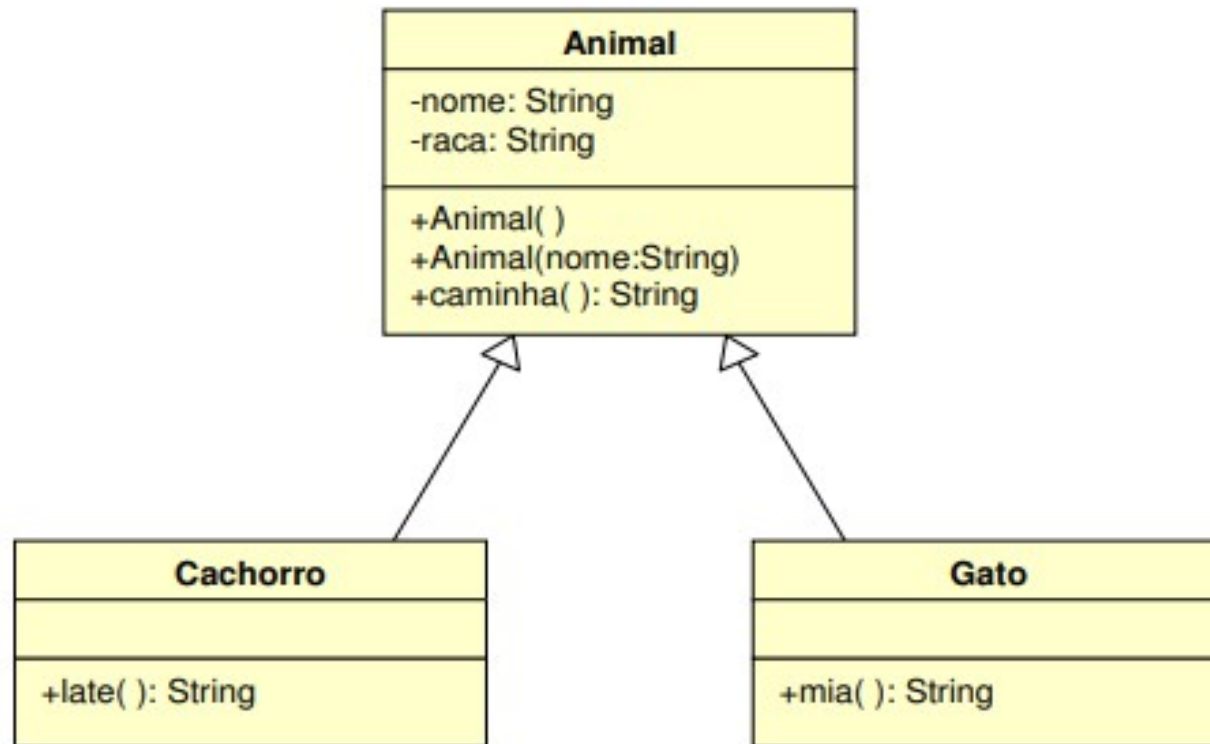 Animal
-nome: String
-raca: String
+Animal( )
+Animal(nome:String)
+caminha( ): String
Cachorro
+late( ): String
Gato
+mia( ): String